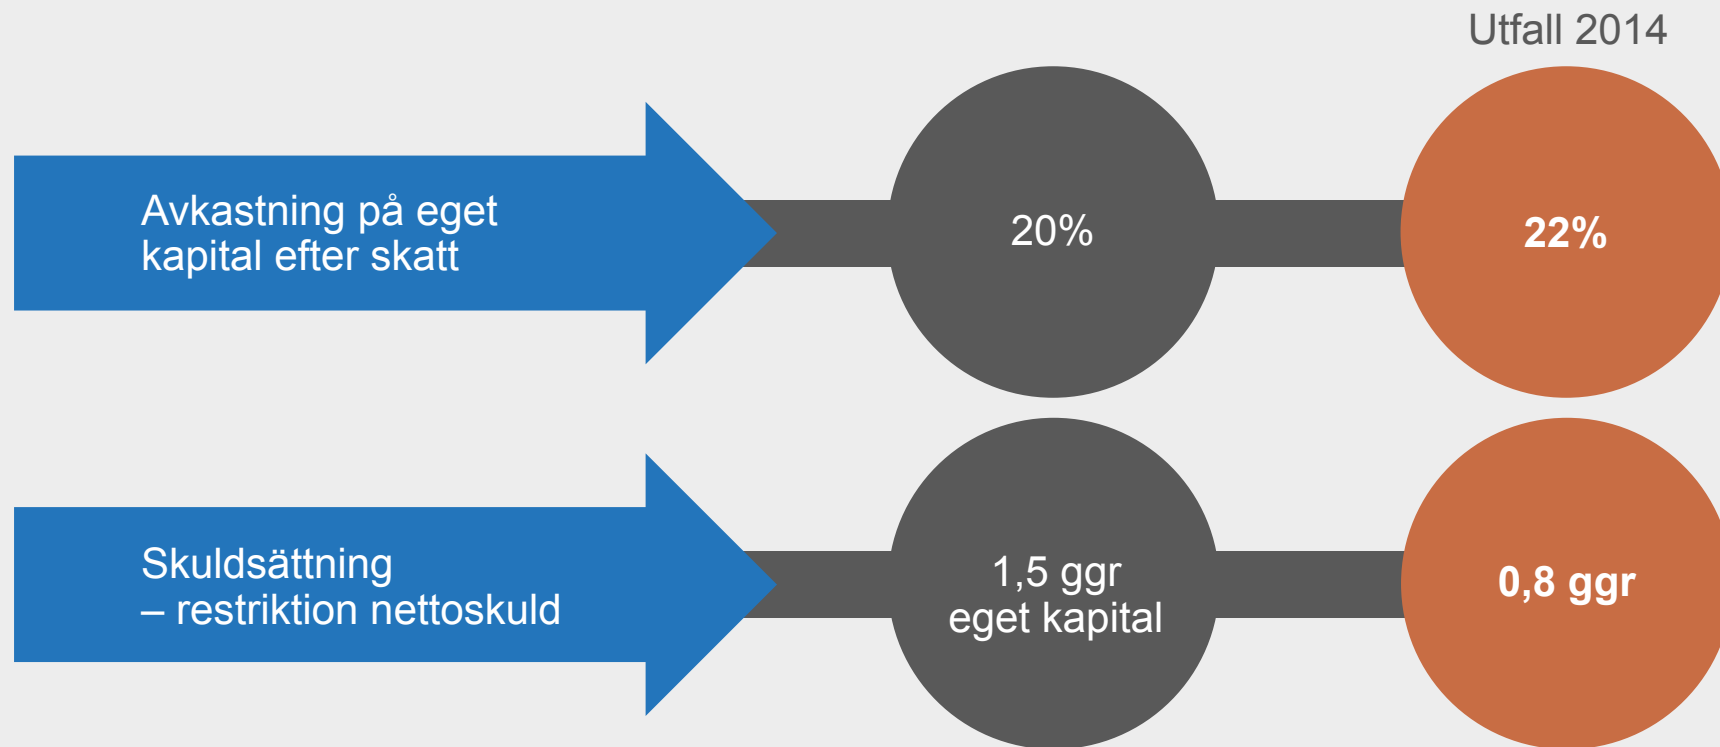 Utfall 2014
Avkastning på eget
kapital efter skatt
20%
22%
Skuldsättning
– restriktion nettoskuld
1,5 ggr
eget kapital
0,8 ggr